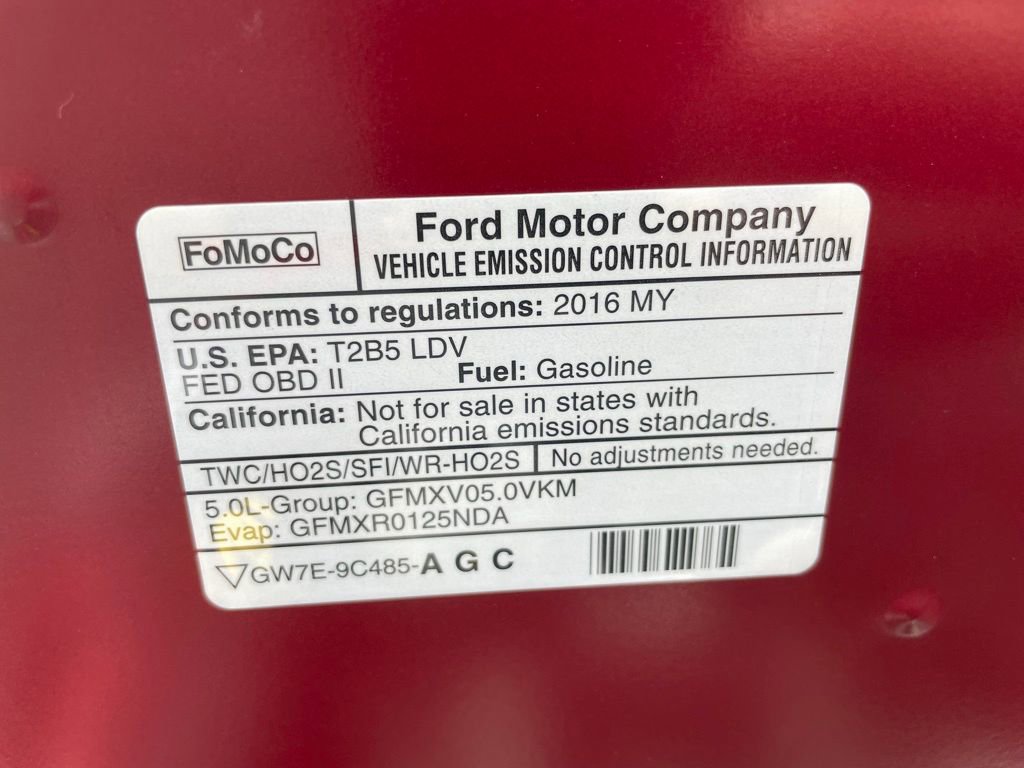 FoMoCo
Ford Motor Company
VEHICLE EMISSION CONTROL INFORMATION
Conforms to regulations: 2016 MY
U.S. EPA: T2B5 LDV
FED OBD II Fuel: Gasoline
California: Not for sale in states with
California emissions standards.
TWC/HO2S/SFI/WR-HO2S No adjustments needed.
5.0L-Group: GFMXV05.0VKM
Evap: GFMXR0125NDA
GW7E-9C485-A G C